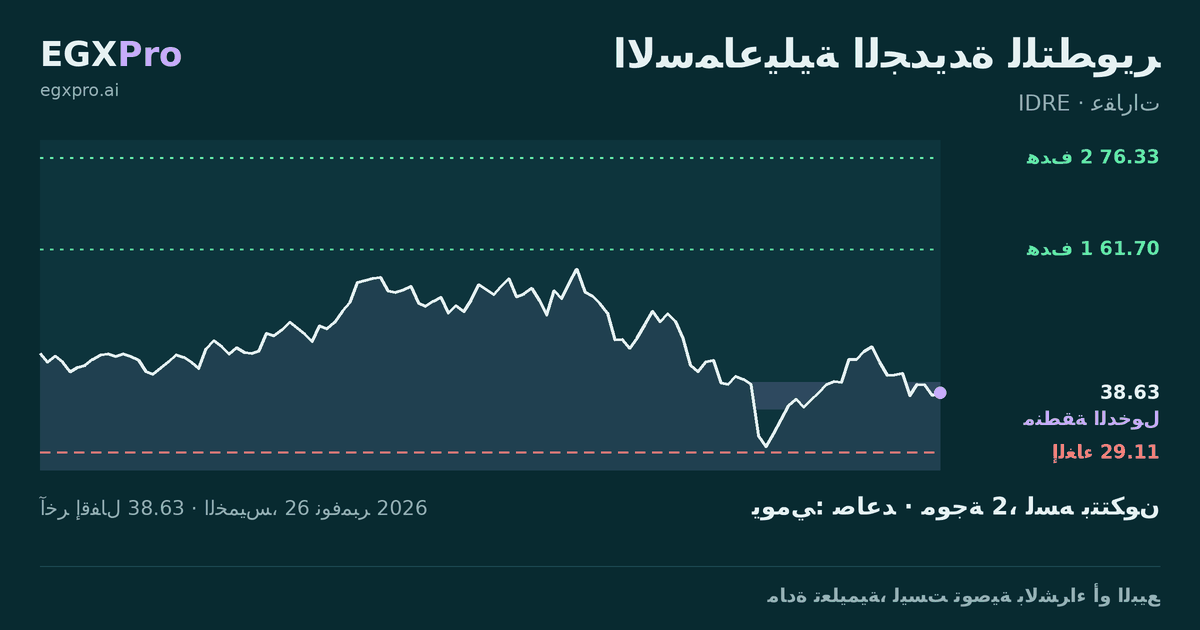 EGXPro
egxpro.ai
الاسماعيلية الجديدة للتطوير
IDRE · عقارات
هدف 2 76.33
هدف 1 61.70
38.63
منطقة الدخول
إلغاء 29.11
آخر إقفال 38.63 · الخميس، 26 نوفمبر 2026
يومي: صاعد · موجة 2، لسه بتتكون
مادة تعليمية، ليست توصية بالشراء أو البيع